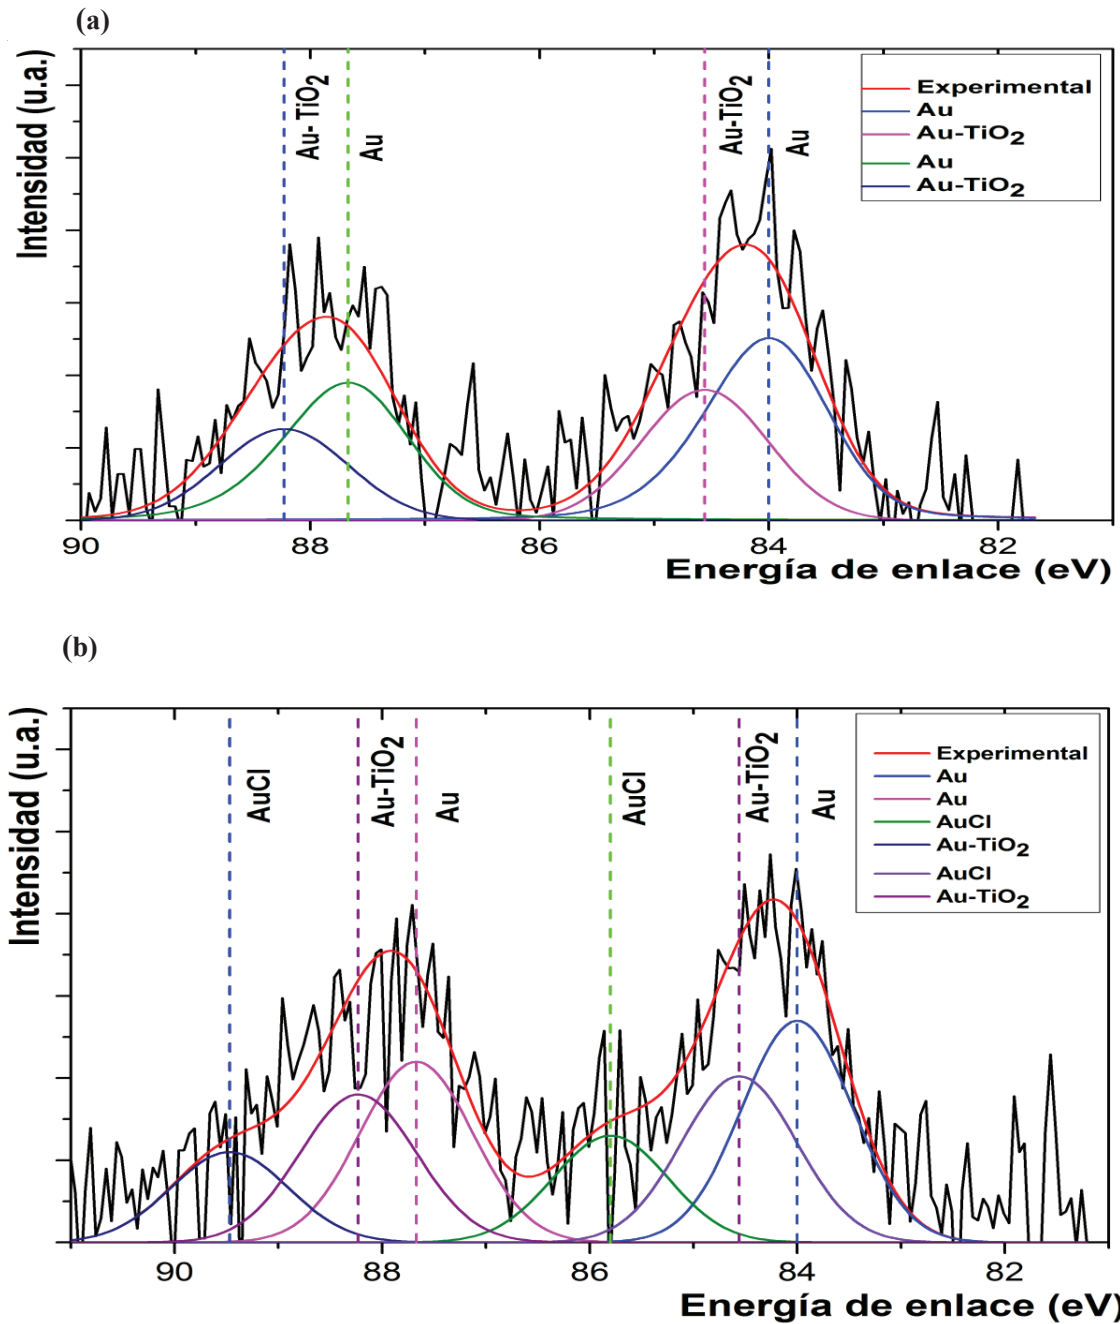 (a)
Intensidad (u.a.)
Au- TiO2
Au
Au-TiO2
Au
Experimental
Au
Au-TiO2
Au
Au-TiO2
90 88 86 84 82
Energía de enlace (eV)
(b)
Intensidad (u.a.)
AuCl
Au-TiO2
Au
AuCl
Au-TiO2
Au
Experimental
Au
Au
AuCl
Au-TiO2
AuCl
Au-TiO2
90 88 86 84 82
Energía de enlace (eV)